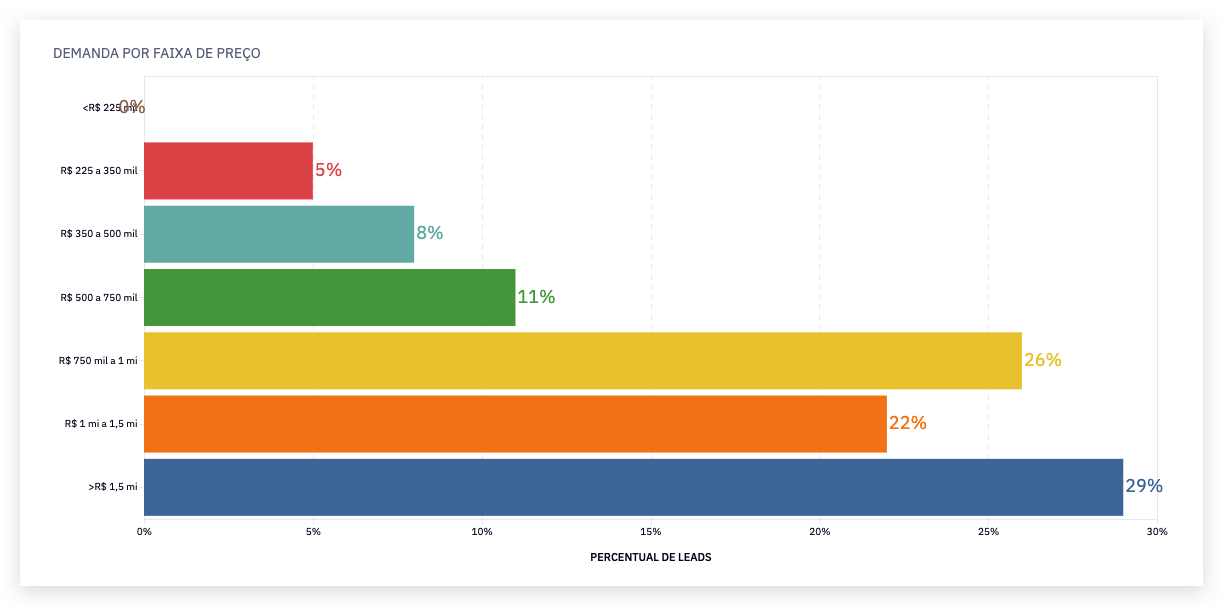 DEMANDA POR FAIXA DE PREÇO
<R$ 225 mil 0%
R$ 225 a 350 mil 5%
R$ 350 a 500 mil 8%
R$ 500 a 750 mil 11%
R$ 750 mil a 1 mi 26%
R$ 1 mi a 1,5 mi 22%
>R$ 1,5 mi 29%
0% 5% 10% 15% 20% 25% 30%
PERCENTUAL DE LEADS